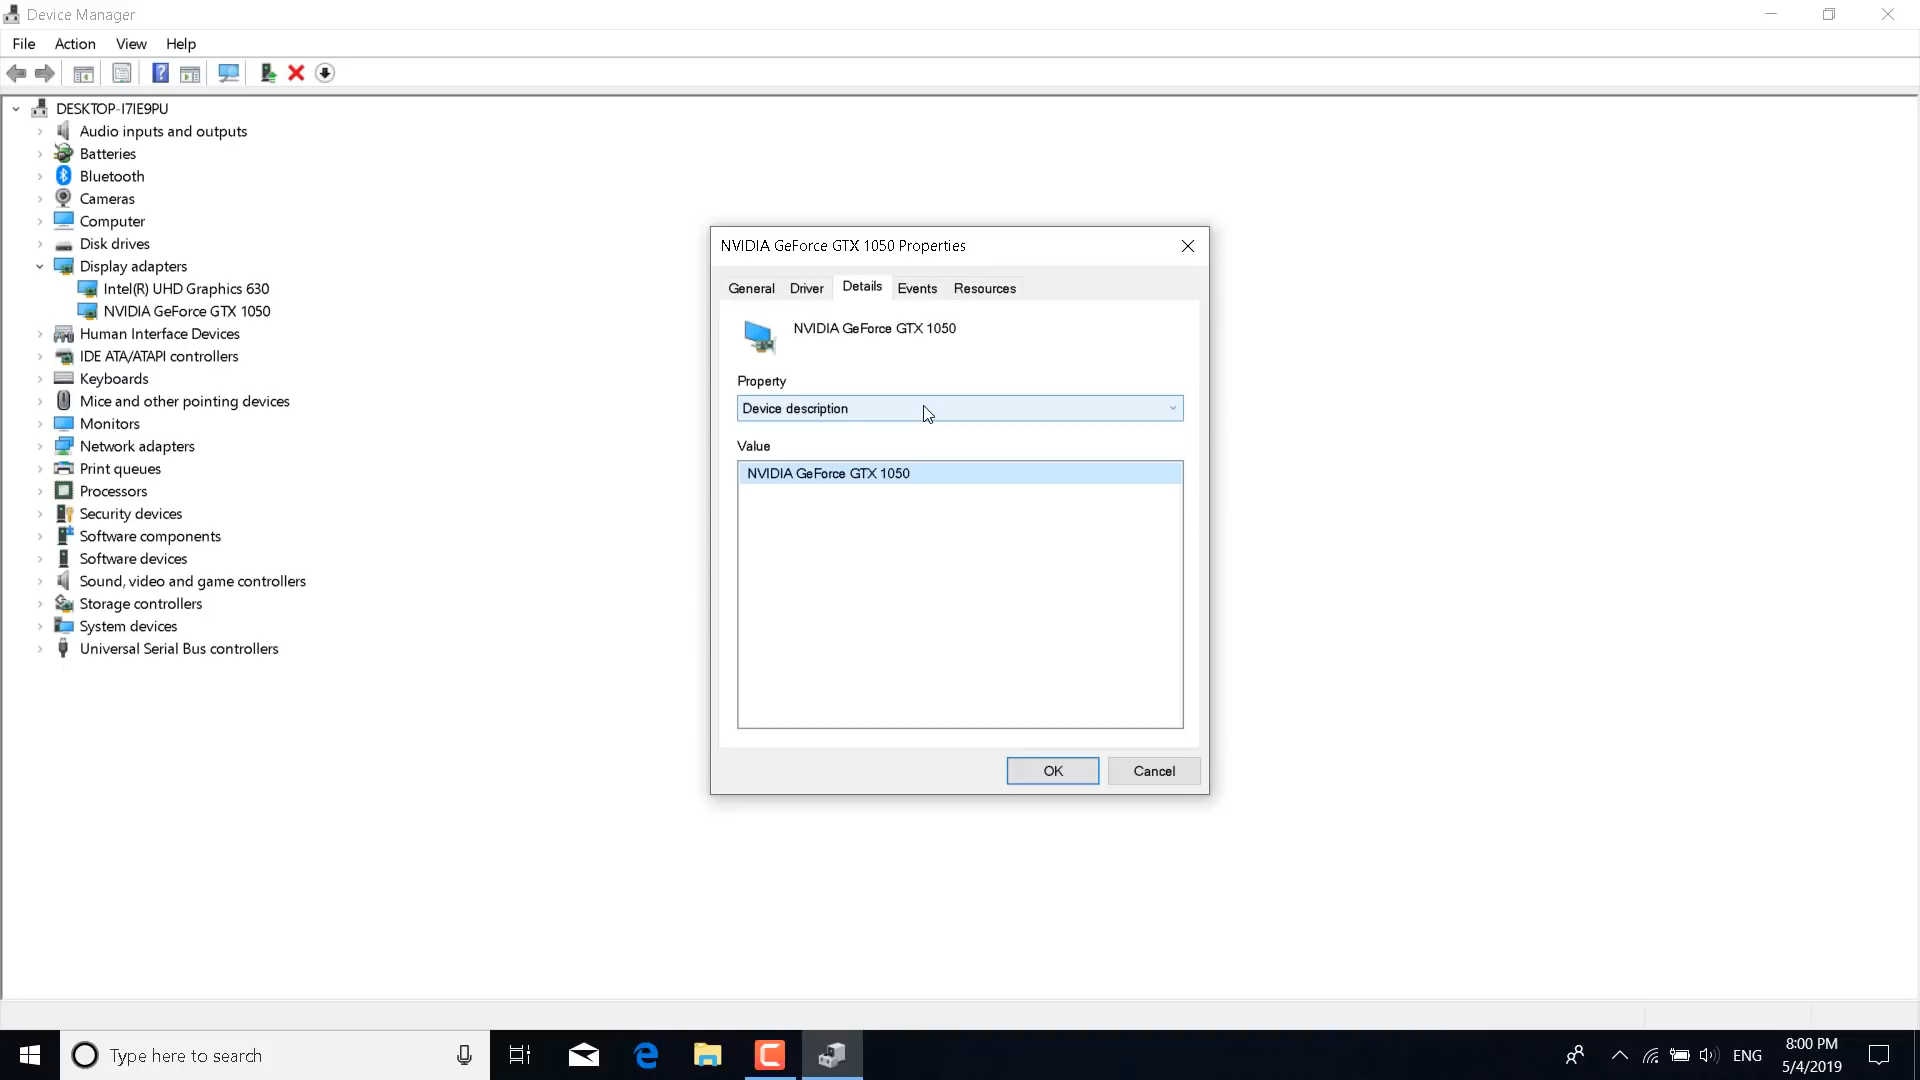 Device Manager
File Action View Help
DESKTOP-I7IE9PU
Audio inputs and outputs
Batteries
Bluetooth
Cameras
Computer
Disk drives
Display adapters
Intel(R) UHD Graphics 630
NVIDIA GeForce GTX 1050
Human Interface Devices
IDE ATA/ATAPI controllers
Keyboards
Mice and other pointing devices
Monitors
Network adapters
Print queues
Processors
Security devices
Software components
Software devices
Sound, video and game controllers
Storage controllers
System devices
Universal Serial Bus controllers
NVIDIA GeForce GTX 1050 Properties
General Driver Details Events Resources
NVIDIA GeForce GTX 1050
Property
Device description
Value
NVIDIA GeForce GTX 1050
OK Cancel
Type here to search
ENG
8:00 PM
5/4/2019